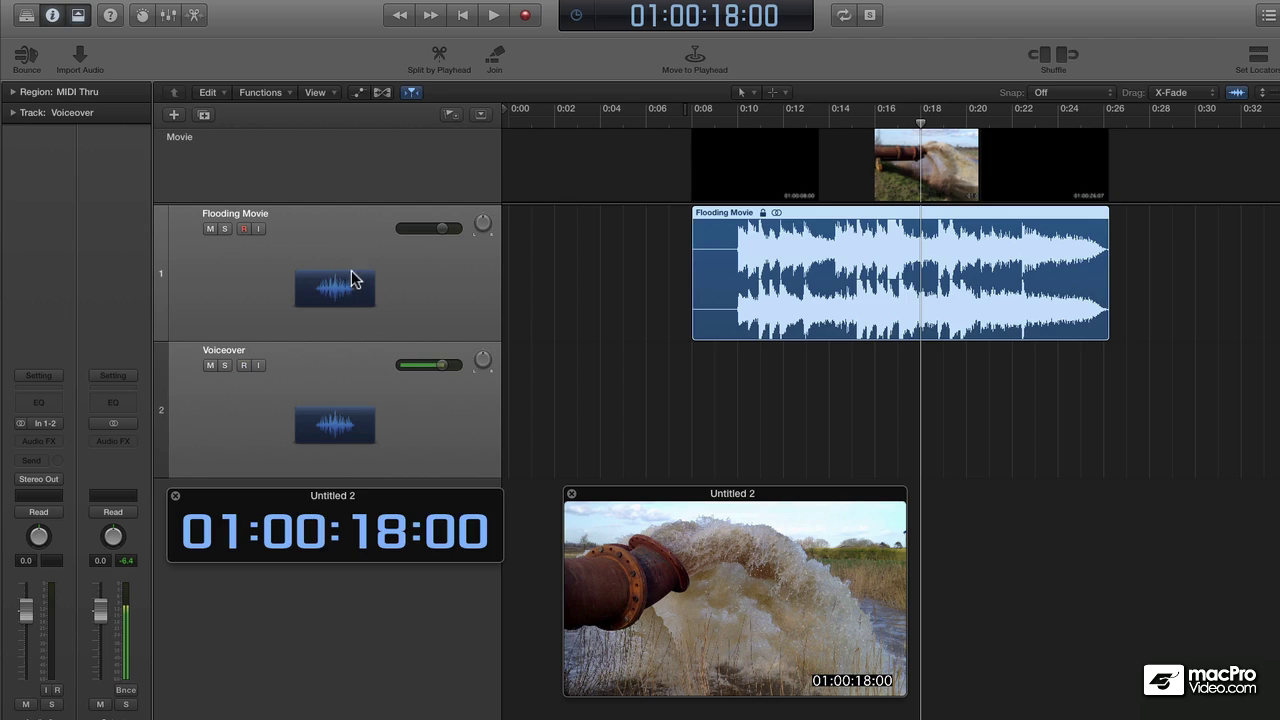 01:00:18:00
S
Bounce
Import Audio
Split by Playhead
Join
Move to Playhead
Shuffle
Set Locators
Region: MIDI Thru
Edit
Functions
View
Snap: Off
Drag: X-Fade
Track: Voiceover
0:00 0:02 0:04 0:06 0:08 0:10 0:12 0:14 0:16 0:18 0:20 0:22 0:24 0:26 0:28 0:30 0:32
Movie
01:00:08:00
01:00:26:07
1
Flooding Movie
M S R I
Flooding Movie
2
Voiceover
M S R I
Setting
Setting
EQ
EQ
In 1-2
Audio FX
Audio FX
Send
Stereo Out
Read
Read
0.0
0.0 -6.4
I R
Bnce
M S
M S
Untitled 2
01:00:18:00
Untitled 2
01:00:18:00
macPro
Video.com